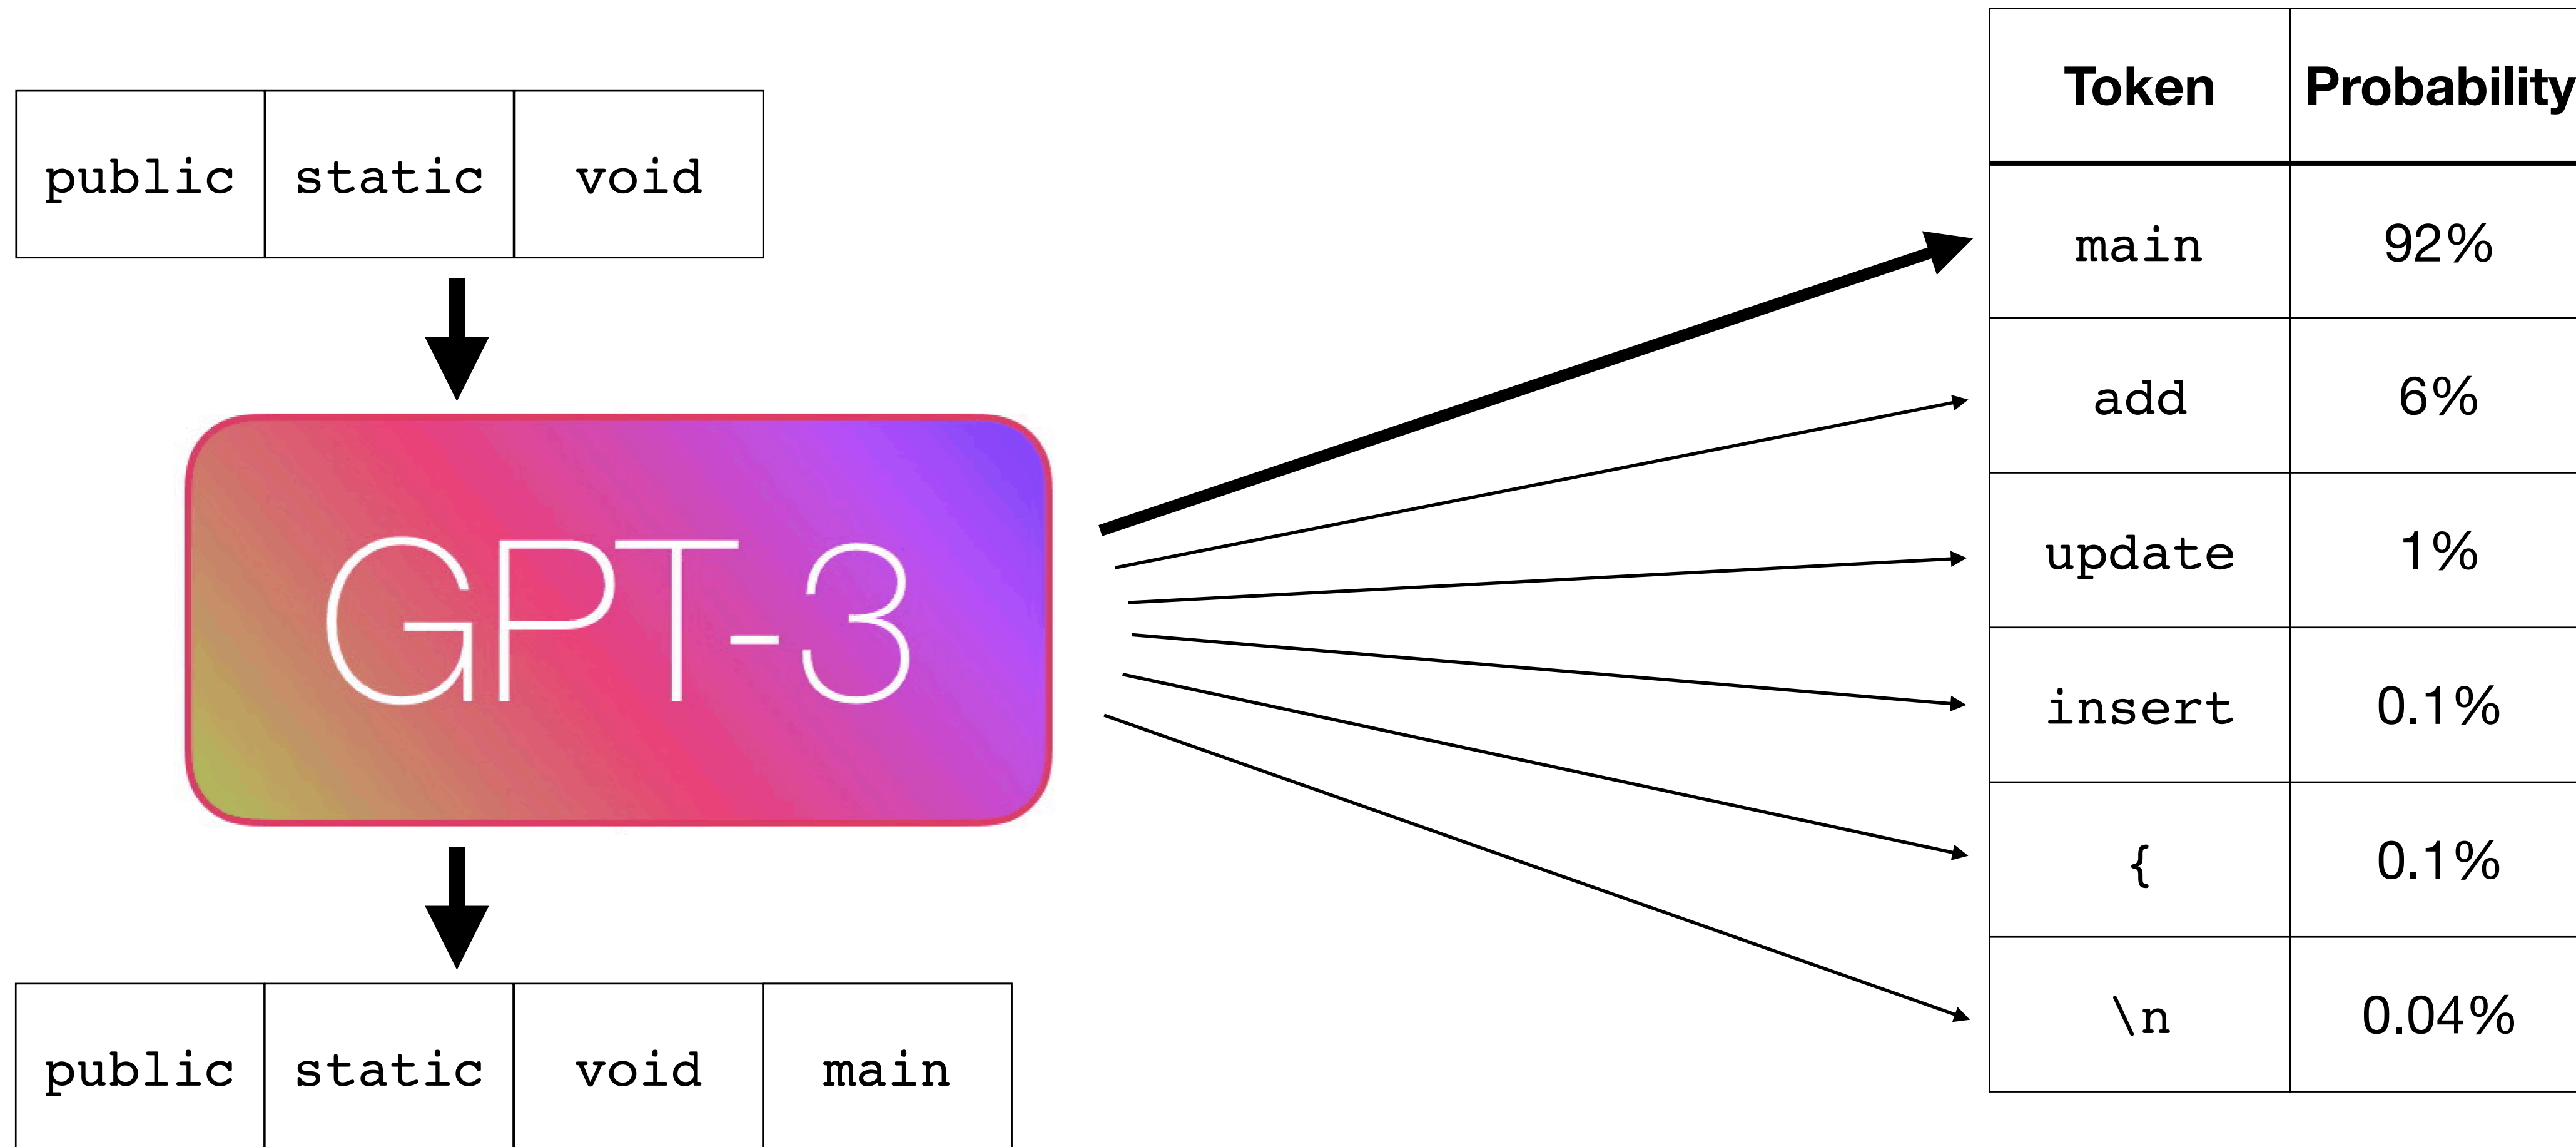 public static void
GPT-3
public static void main
Token Probability
main 92%
add 6%
update 1%
insert 0.1%
{ 0.1%
\n 0.04%